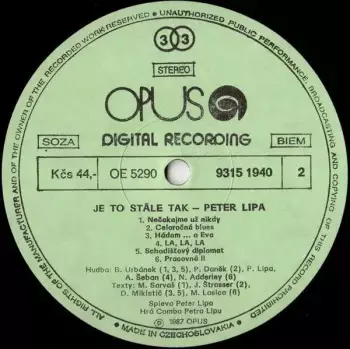 ALL RIGHTS OF THE MANUFACTURER AND OF THE OWNER OF THE RECORDED WORK RESERVED • UNAUTHORIZED PUBLIC PERFORMANCE, BROADCASTING AND COPYING OF THIS RECORD PROHIBITED
33
STEREO
OPUS
SOZA
DIGITAL RECORDING
BIEM
Kčs 44,-
OE 5290
9315 1940
2
JE TO STÁLE TAK – PETER LIPA
1. Nečakajme už nikdy
2. Celoročné blues
3. Hádam ... a Eva
4. LA, LA, LA
5. Schodišťový diplomat
6. Pracovná II
Hudba: B. Urbánek (1, 3, 5), P. Daněk (2), P. Lipa,
A. Šeban (4), N. Adderley (6)
Texty: M. Sarvaš (1), J. Štrasser (2),
D. Mikletič (3, 5), M. Lasica (6)
Spieva Peter Lipa
Hrá Combo Petra Lipu
℗ 1987 OPUS
MADE IN CZECHOSLOVAKIA